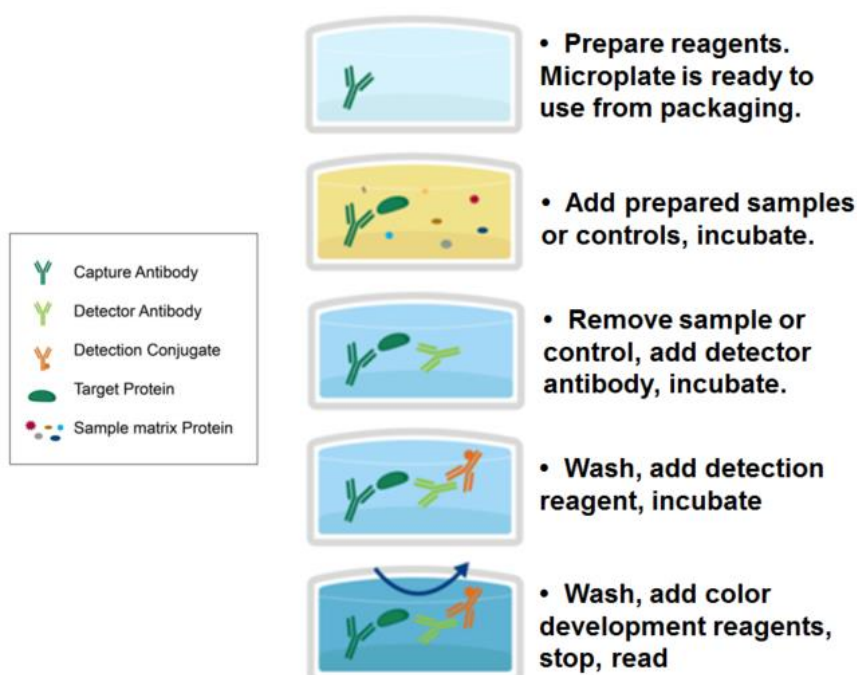 • Prepare reagents.
Microplate is ready to
use from packaging.
• Add prepared samples
or controls, incubate.
Capture Antibody
Detector Antibody
Detection Conjugate
Target Protein
Sample matrix Protein
• Remove sample or
control, add detector
antibody, incubate.
• Wash, add detection
reagent, incubate
• Wash, add color
development reagents,
stop, read